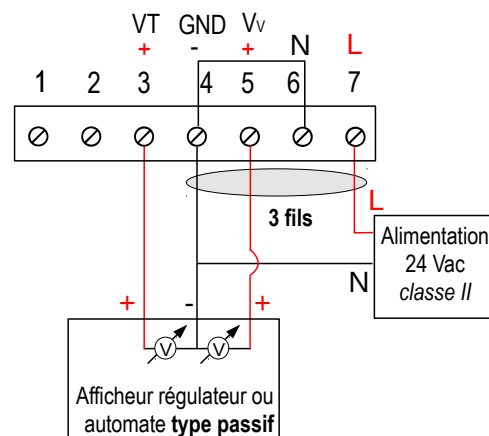 VT GND Vv N L
+ - +
1 2 3 4 5 6 7
3 fils
L
Alimentation
24 Vac
classe II
N
+ - +
V V
Afficheur régulateur ou
automate type passif